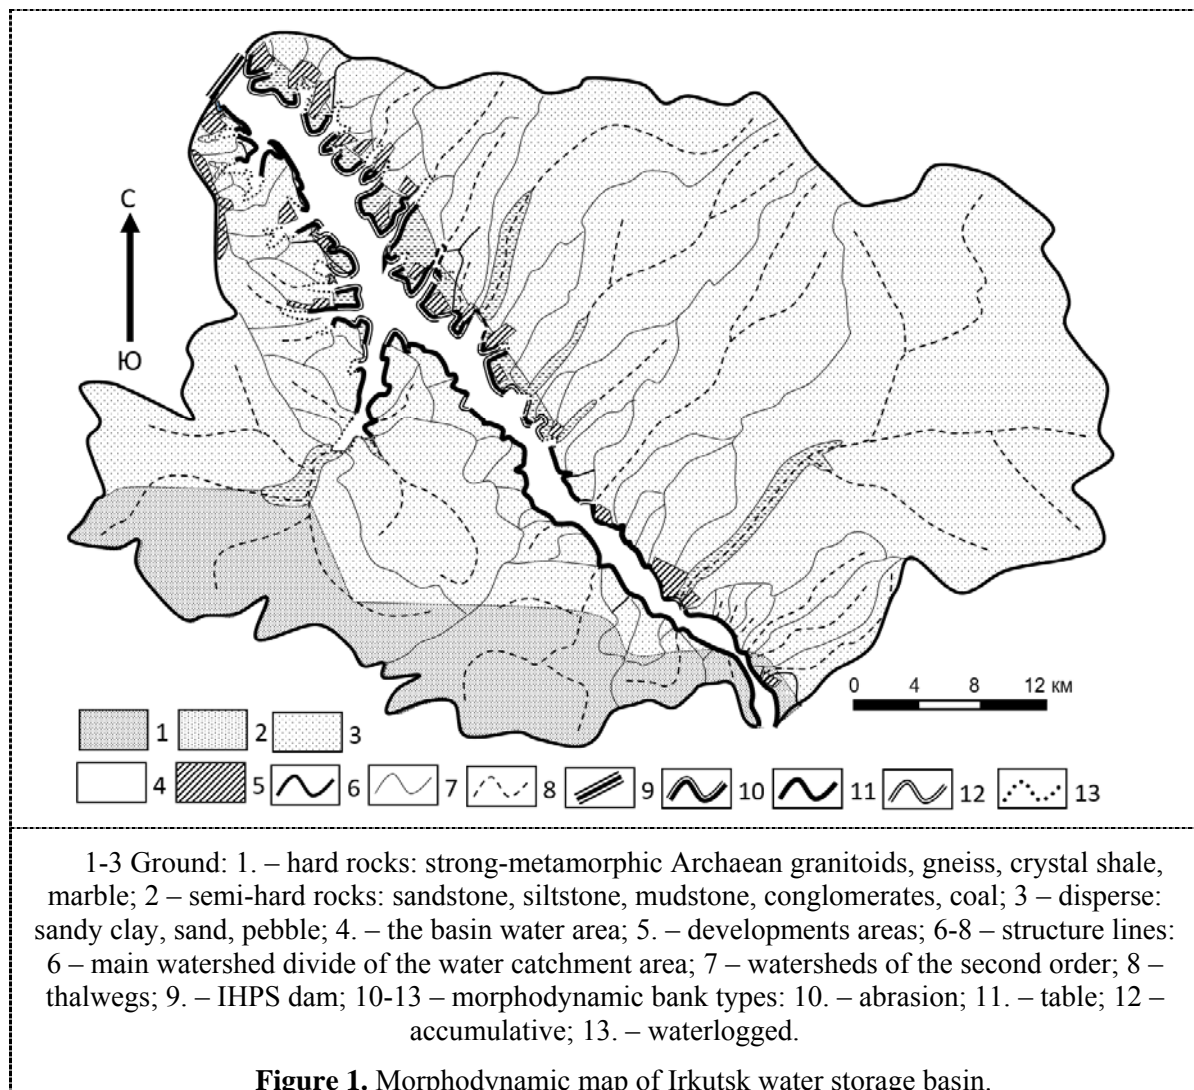 С
Ю
0 4 8 12 км
1 2 3
4 5 6 7 8 9 10 11 12 13
1-3 Ground: 1. – hard rocks: strong-metamorphic Archaean granitoids, gneiss, crystal shale,
marble; 2 – semi-hard rocks: sandstone, siltstone, mudstone, conglomerates, coal; 3 – disperse:
sandy clay, sand, pebble; 4. – the basin water area; 5. – developments areas; 6-8 – structure lines:
6 – main watershed divide of the water catchment area; 7 – watersheds of the second order; 8 –
thalwegs; 9. – IHPS dam; 10-13 – morphodynamic bank types: 10. – abrasion; 11. – table; 12 –
accumulative; 13. – waterlogged.
Figure 1. Morphodynamic map of Irkutsk water storage basin.